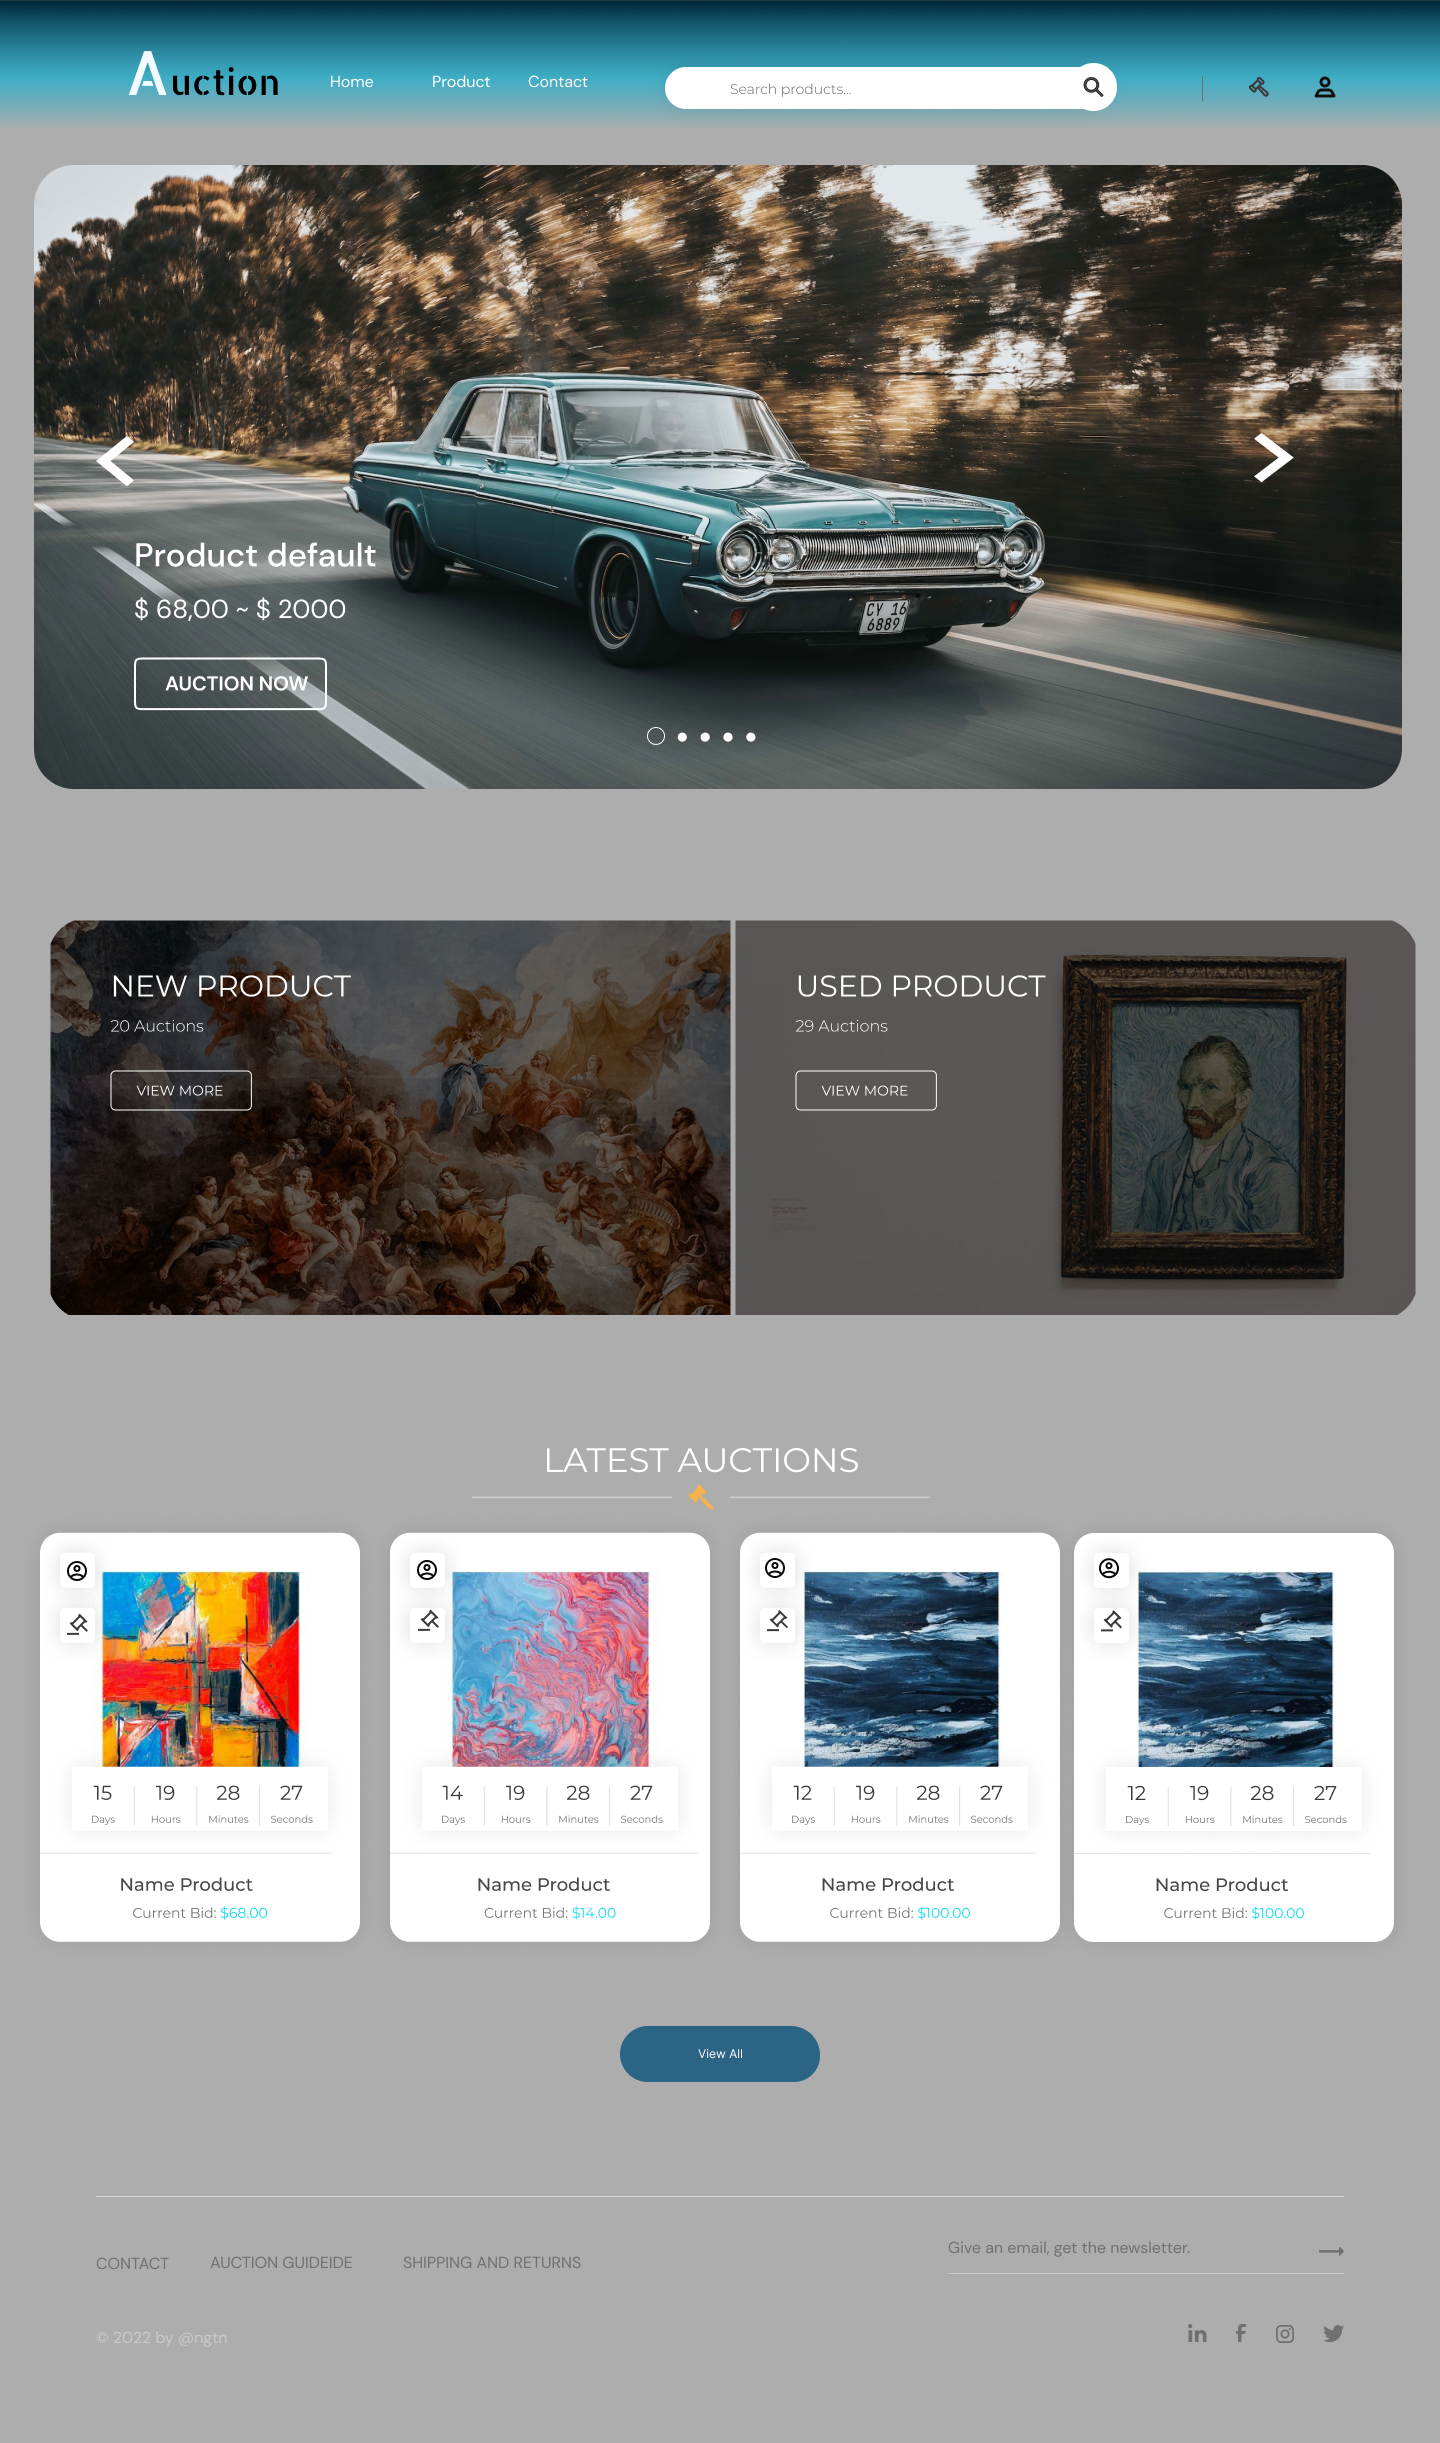 Auction
Home Product Contact
Search products...
DODGE
CY 16
6889
Product default
$ 68,00 ~ $ 2000
AUCTION NOW
NEW PRODUCT
20 Auctions
VIEW MORE
USED PRODUCT
29 Auctions
VIEW MORE
LATEST AUCTIONS
15 19 28 27
Days Hours Minutes Seconds
Name Product
Current Bid: $68.00
14 19 28 27
Days Hours Minutes Seconds
Name Product
Current Bid: $14.00
12 19 28 27
Days Hours Minutes Seconds
Name Product
Current Bid: $100.00
12 19 28 27
Days Hours Minutes Seconds
Name Product
Current Bid: $100.00
View All
CONTACT AUCTION GUIDEIDE SHIPPING AND RETURNS
Give an email, get the newsletter.
© 2022 by @ngtn